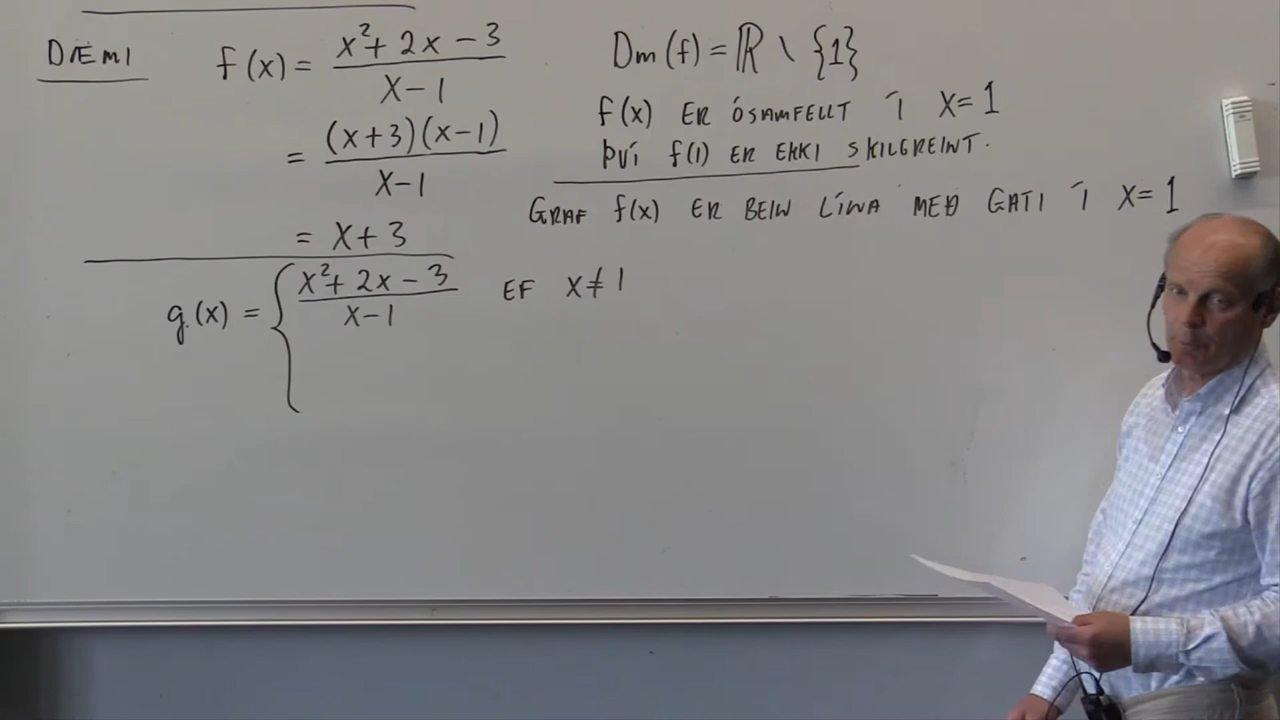 DÆMI
f(x) = (x²+2x-3)/(x-1)
= (x+3)(x-1)/(x-1)
= x+3
Dm(f) = ℝ \ {1}
f(x) ER ÓSAMFELLT Í X=1
ÞVÍ f(1) ER EKKI SKILGREINT.
GRAF f(x) ER BEIN LÍNA MEÐ GATI Í X=1
g(x) = { (x²+2x-3)/(x-1) EF X≠1